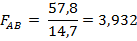 F_AB = 57,8 / 14,7 = 3,932